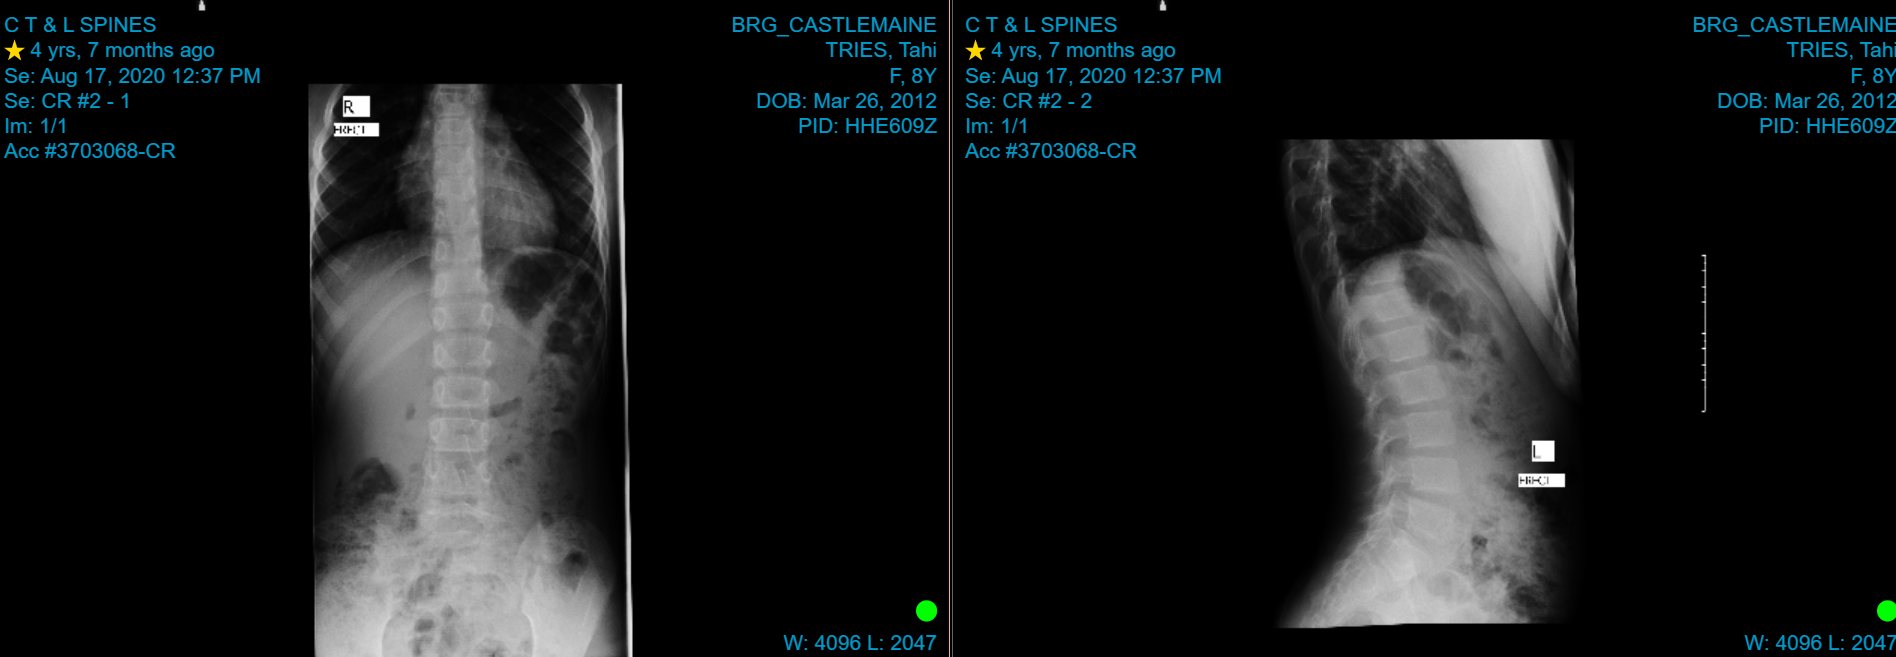 C T & L SPINES
4 yrs, 7 months ago
Se: Aug 17, 2020 12:37 PM
Se: CR #2 - 1
Im: 1/1
Acc #3703068-CR
BRG_CASTLEMAINE
TRIES, Tahi
F, 8Y
DOB: Mar 26, 2012
PID: HHE609Z
R
ERECT
W: 4096 L: 2047
C T & L SPINES
4 yrs, 7 months ago
Se: Aug 17, 2020 12:37 PM
Se: CR #2 - 2
Im: 1/1
Acc #3703068-CR
BRG_CASTLEMAINE
TRIES, Tahi
F, 8Y
DOB: Mar 26, 2012
PID: HHE609Z
L
ERECT
W: 4096 L: 2047